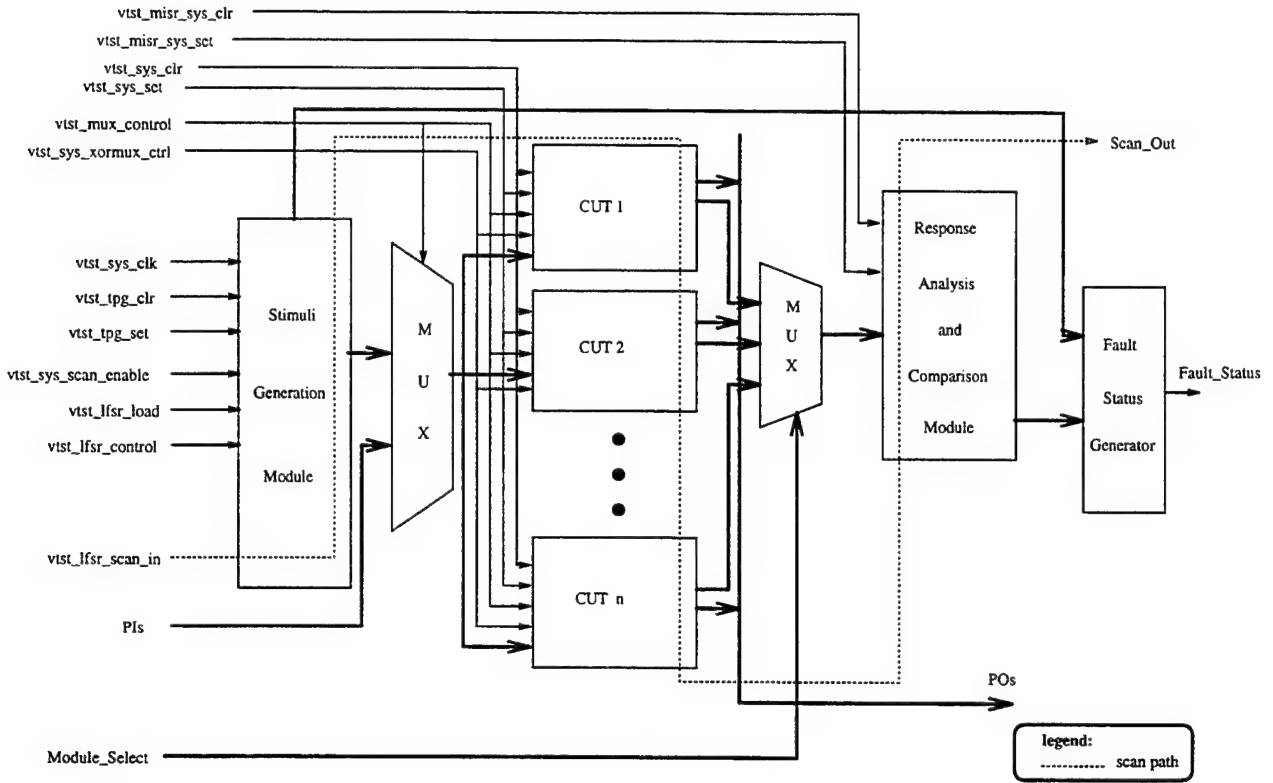 vtst_misr_sys_clr
vtst_misr_sys_set
vtst_sys_clr
vtst_sys_set
vtst_mux_control
vtst_sys_xormux_ctrl
Scan_Out
CUT 1
Response
Analysis
and
Comparison
Module
vtst_sys_clk
vtst_tpg_clr
vtst_tpg_set
vtst_sys_scan_enable
vtst_lfsr_load
vtst_lfsr_control
Stimuli
Generation
Module
M
U
X
CUT 2
M
U
X
Fault
Status
Generator
Fault_Status
vtst_lfsr_scan_in
PIs
CUT n
POs
Module_Select
legend:
scan path